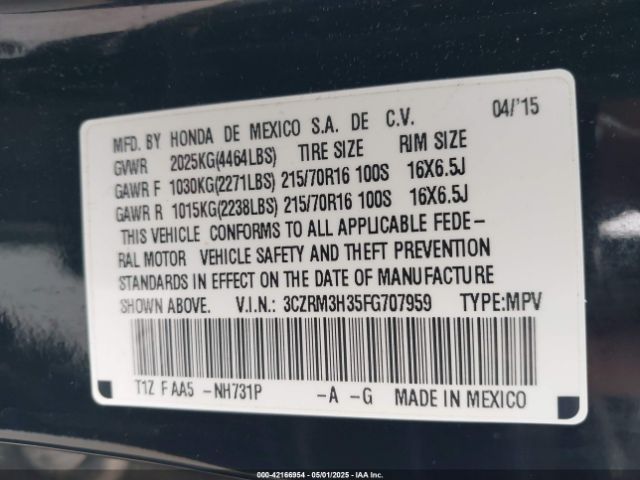 MFD. BY HONDA DE MEXICO S.A. DE C.V. 04/'15
GVWR 2025KG(4464LBS) TIRE SIZE RIM SIZE
GAWR F 1030KG(2271LBS) 215/70R16 100S 16X6.5J
GAWR R 1015KG(2238LBS) 215/70R16 100S 16X6.5J
THIS VEHICLE CONFORMS TO ALL APPLICABLE FEDE-
RAL MOTOR VEHICLE SAFETY AND THEFT PREVENTION
STANDARDS IN EFFECT ON THE DATE OF MANUFACTURE
SHOWN ABOVE. V.I.N.: 3CZRM3H35FG707959 TYPE:MPV
T1Z F AA5 -NH731P -A -G MADE IN MEXICO
000-42166954 - 05/01/2025 - IAA Inc.